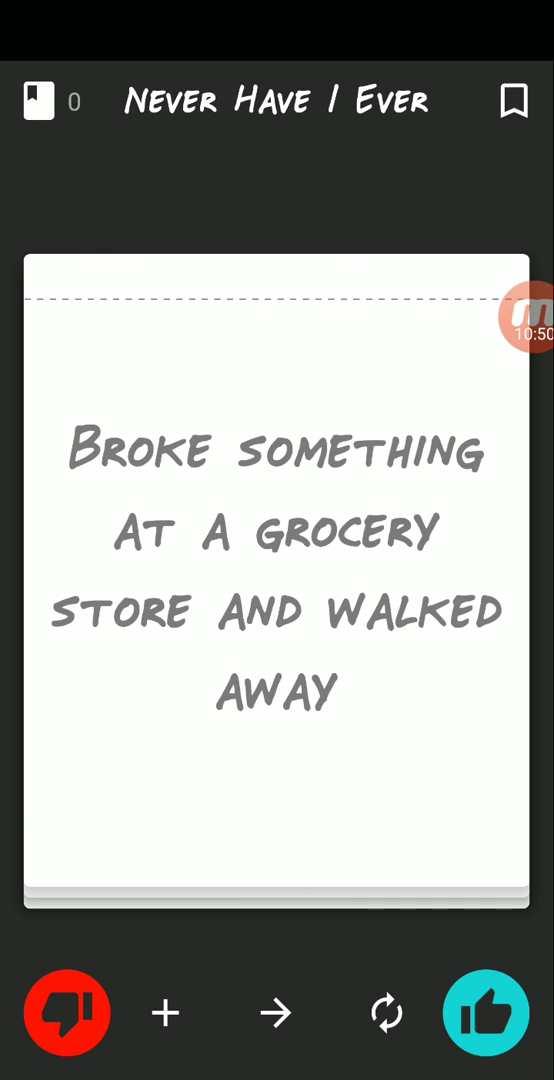 0 Never Have I Ever
m
10:50
Broke something
at a grocery
store and walked
away